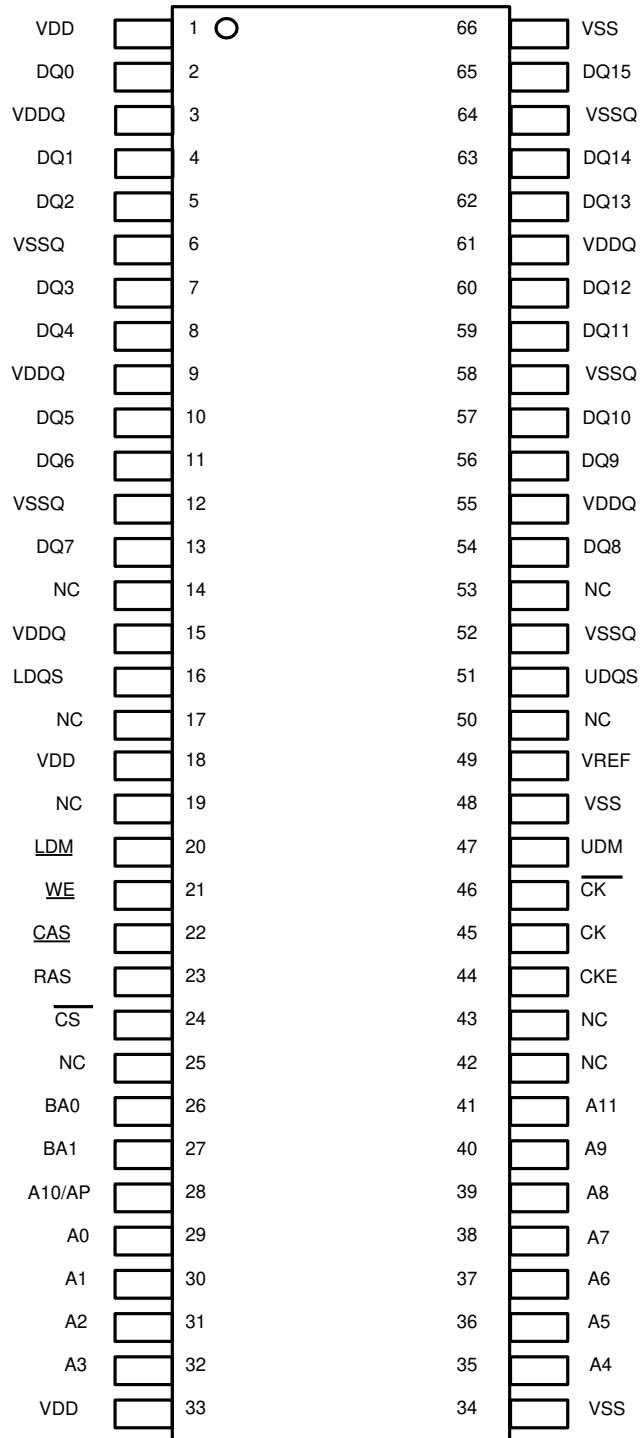 VDD 1 66 VSS
DQ0 2 65 DQ15
VDDQ 3 64 VSSQ
DQ1 4 63 DQ14
DQ2 5 62 DQ13
VSSQ 6 61 VDDQ
DQ3 7 60 DQ12
DQ4 8 59 DQ11
VDDQ 9 58 VSSQ
DQ5 10 57 DQ10
DQ6 11 56 DQ9
VSSQ 12 55 VDDQ
DQ7 13 54 DQ8
NC 14 53 NC
VDDQ 15 52 VSSQ
LDQS 16 51 UDQS
NC 17 50 NC
VDD 18 49 VREF
NC 19 48 VSS
LDM 20 47 UDM
WE 21 46 CK
CAS 22 45 CK
RAS 23 44 CKE
CS 24 43 NC
NC 25 42 NC
BA0 26 41 A11
BA1 27 40 A9
A10/AP 28 39 A8
A0 29 38 A7
A1 30 37 A6
A2 31 36 A5
A3 32 35 A4
VDD 33 34 VSS